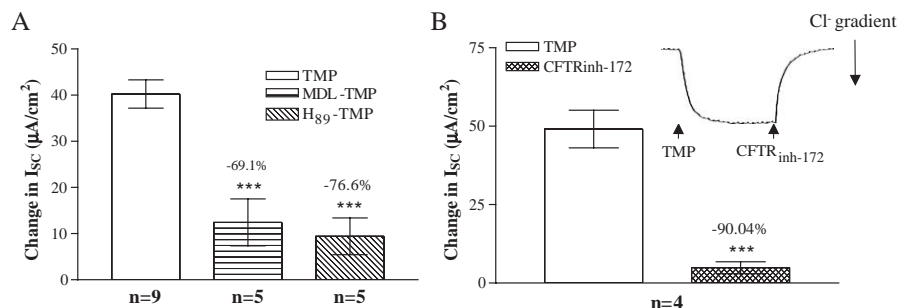 A
Change in ISC (μA/cm²)
50
40
30
20
10
0
TMP
MDL-TMP
H89-TMP
-69.1%
***
-76.6%
***
n=9
n=5
n=5
B
Change in ISC (μA/cm²)
75
50
25
0
TMP
CFTRinh-172
Cl- gradient
TMP
CFTRinh-172
-90.04%
***
n=4